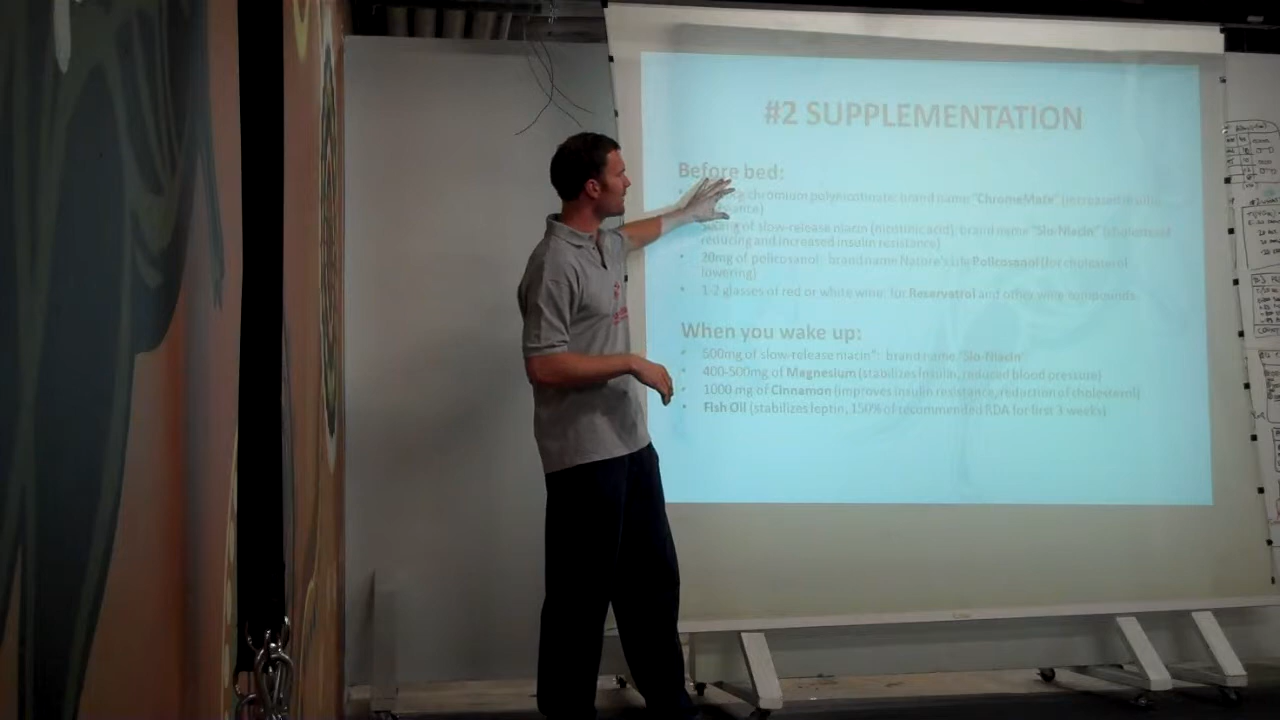 #2 SUPPLEMENTATION
Before bed:
chromium polynicotinate: brand name "ChromeMate" (increased insulin
500mg of slow-release niacin (nicotinic acid), brand name "Slo-Niacin" (cholesterol
reducing and increased insulin resistance)
• 20mg of policosanol: brand name Nature's Life Policosanol (for cholesterol
lowering)
• 1-2 glasses of red or white wine: for Reservatrol and other wine compounds
When you wake up:
• 500mg of slow-release niacin": brand name "Slo-Niacin"
• 400-500mg of Magnesium (stabilizes Insulin, reduced blood pressure)
• 1000 mg of Cinnamon (improves insulin resistance, reduction of cholesterol)
• Fish Oil (stabilizes leptin, 150% of recommended RDA for first 3 weeks)